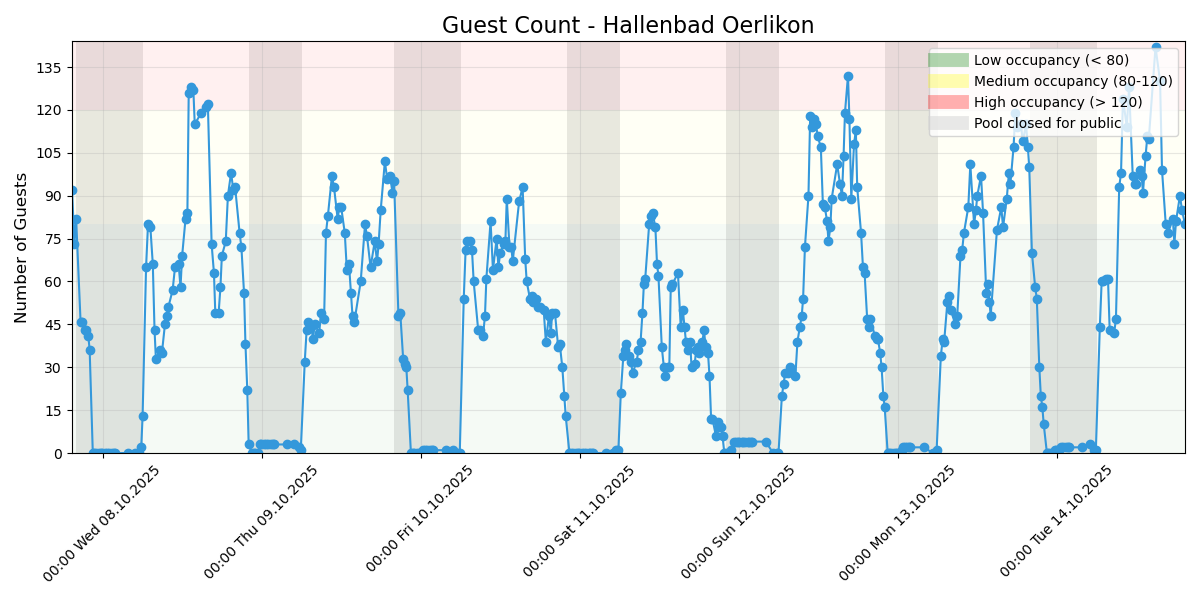 Guest Count - Hallenbad Oerlikon
Number of Guests
135
120
105
90
75
60
45
30
15
0
Low occupancy (< 80)
Medium occupancy (80-120)
High occupancy (> 120)
Pool closed for public
00:00 Wed 08.10.2025
00:00 Thu 09.10.2025
00:00 Fri 10.10.2025
00:00 Sat 11.10.2025
00:00 Sun 12.10.2025
00:00 Mon 13.10.2025
00:00 Tue 14.10.2025